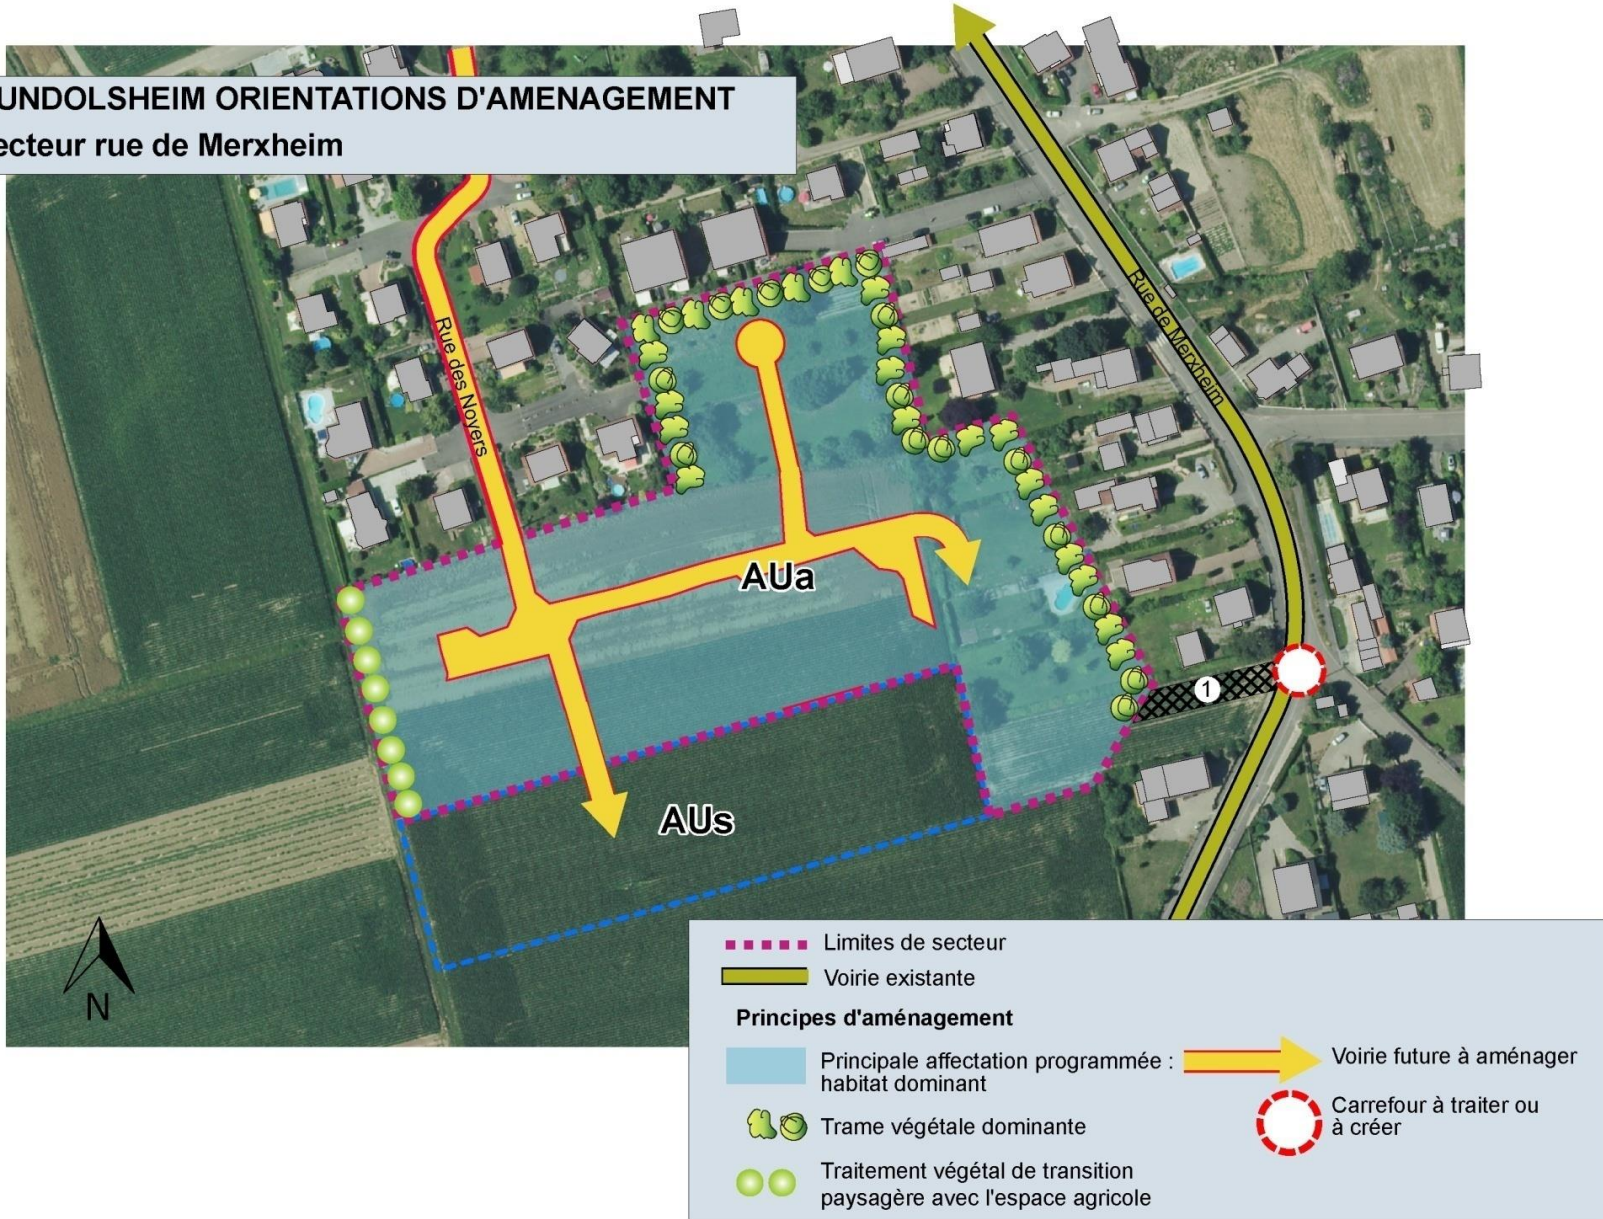 UNDOLSHEIM ORIENTATIONS D'AMENAGEMENT
ecteur rue de Merxheim
Rue des Noyers
Rue de Merxheim
AUa
1
AUs
N
Limites de secteur
Voirie existante
Principes d'aménagement
Principale affectation programmée :
habitat dominant
Trame végétale dominante
Traitement végétal de transition
paysagère avec l'espace agricole
Voirie future à aménager
Carrefour à traiter ou
à créer